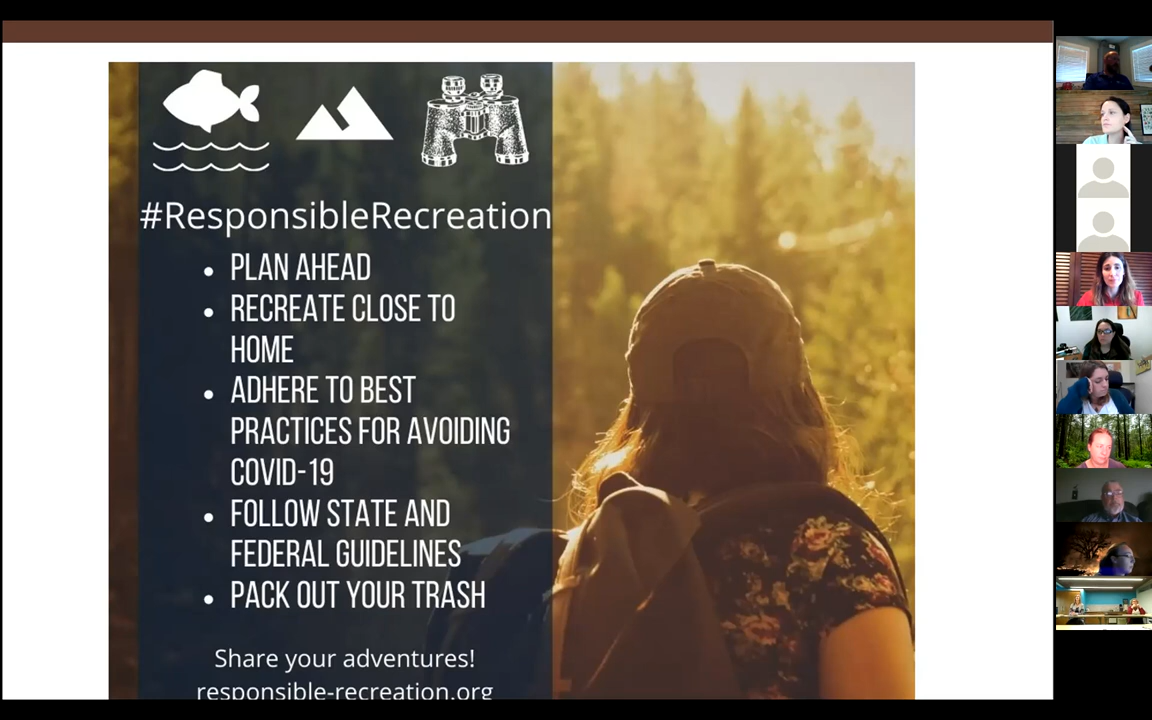 #ResponsibleRecreation
• PLAN AHEAD
• RECREATE CLOSE TO
HOME
• ADHERE TO BEST
PRACTICES FOR AVOIDING
COVID-19
• FOLLOW STATE AND
FEDERAL GUIDELINES
• PACK OUT YOUR TRASH
Share your adventures!
responsible-recreation.org